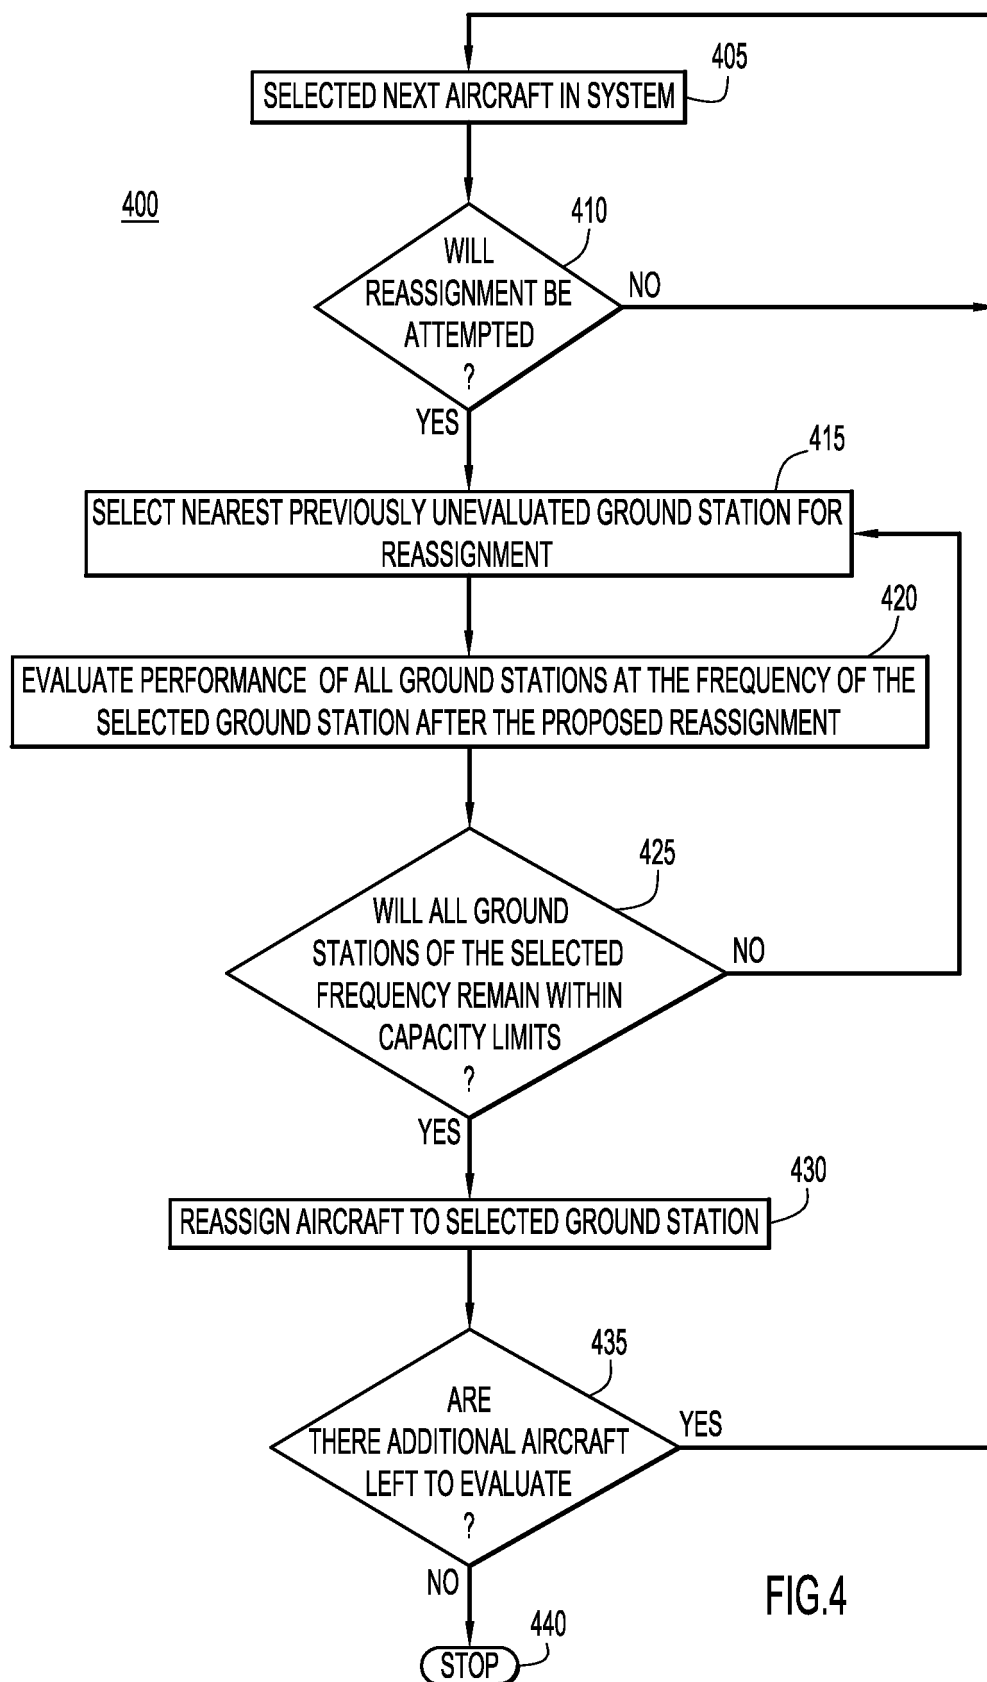 405
SELECTED NEXT AIRCRAFT IN SYSTEM
400
410
WILL
REASSIGNMENT BE
ATTEMPTED
?
NO
YES
415
SELECT NEAREST PREVIOUSLY UNEVALUATED GROUND STATION FOR
REASSIGNMENT
420
EVALUATE PERFORMANCE OF ALL GROUND STATIONS AT THE FREQUENCY OF THE
SELECTED GROUND STATION AFTER THE PROPOSED REASSIGNMENT
425
WILL ALL GROUND
STATIONS OF THE SELECTED
FREQUENCY REMAIN WITHIN
CAPACITY LIMITS
?
NO
YES
430
REASSIGN AIRCRAFT TO SELECTED GROUND STATION
435
ARE
THERE ADDITIONAL AIRCRAFT
LEFT TO EVALUATE
?
YES
NO
FIG.4
440
STOP